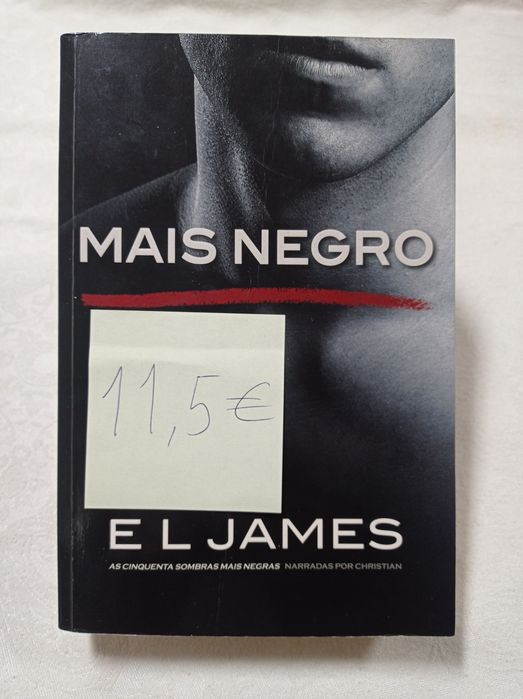 MAIS NEGRO
11,5€
E L JAMES
AS CINQUENTA SOMBRAS MAIS NEGRAS NARRADAS POR CHRISTIAN